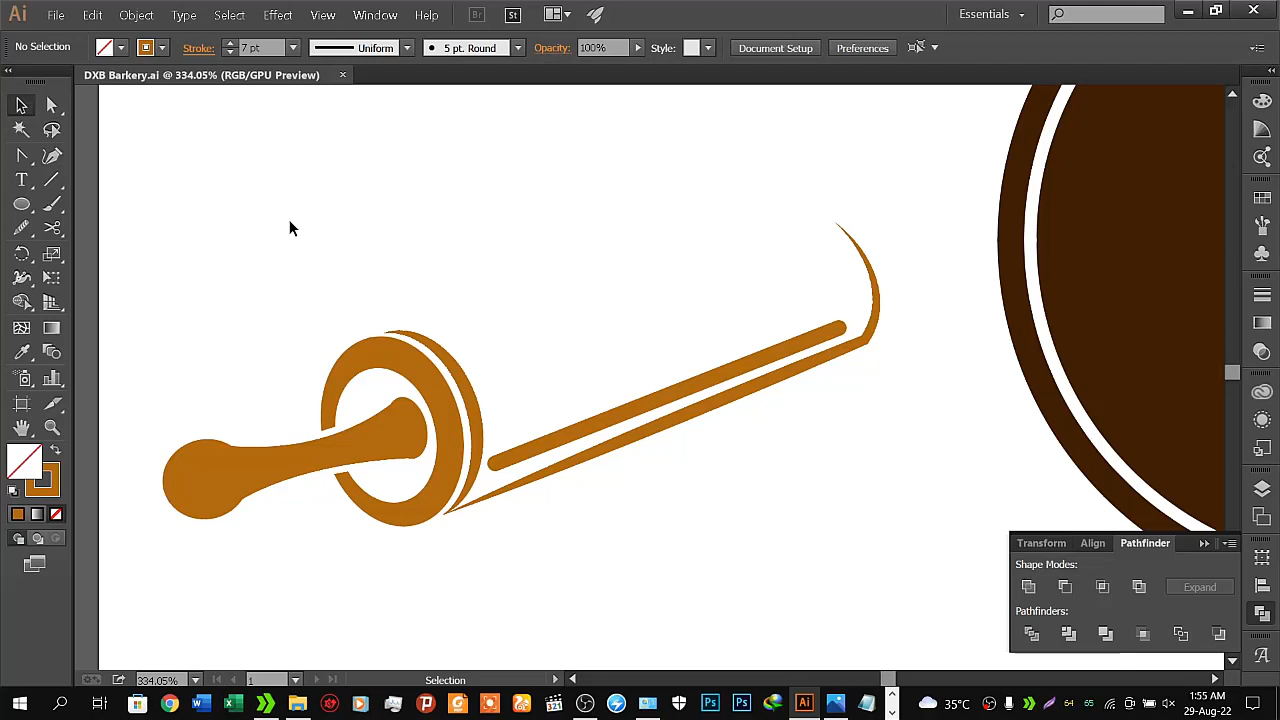 Ai File Edit Object Type Select Effect View Window Help Br St Essentials
No Selection Stroke: 7 pt Uniform 5 pt. Round Opacity: 100% Style: Document Setup Preferences
DXB Barkery.ai @ 334.05% (RGB/GPU Preview)
Transform Align Pathfinder
Shape Modes:
Expand
Pathfinders:
334.05% 1 Selection
35°C 1:55 AM
29-Aug-22